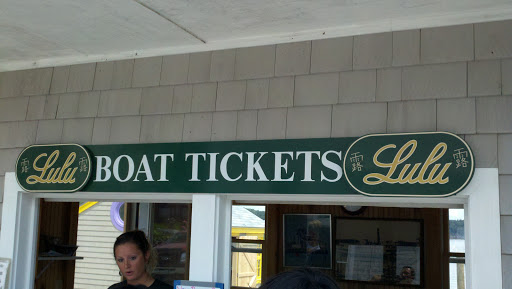 露 Lulu 露 BOAT TICKETS 露 Lulu 露